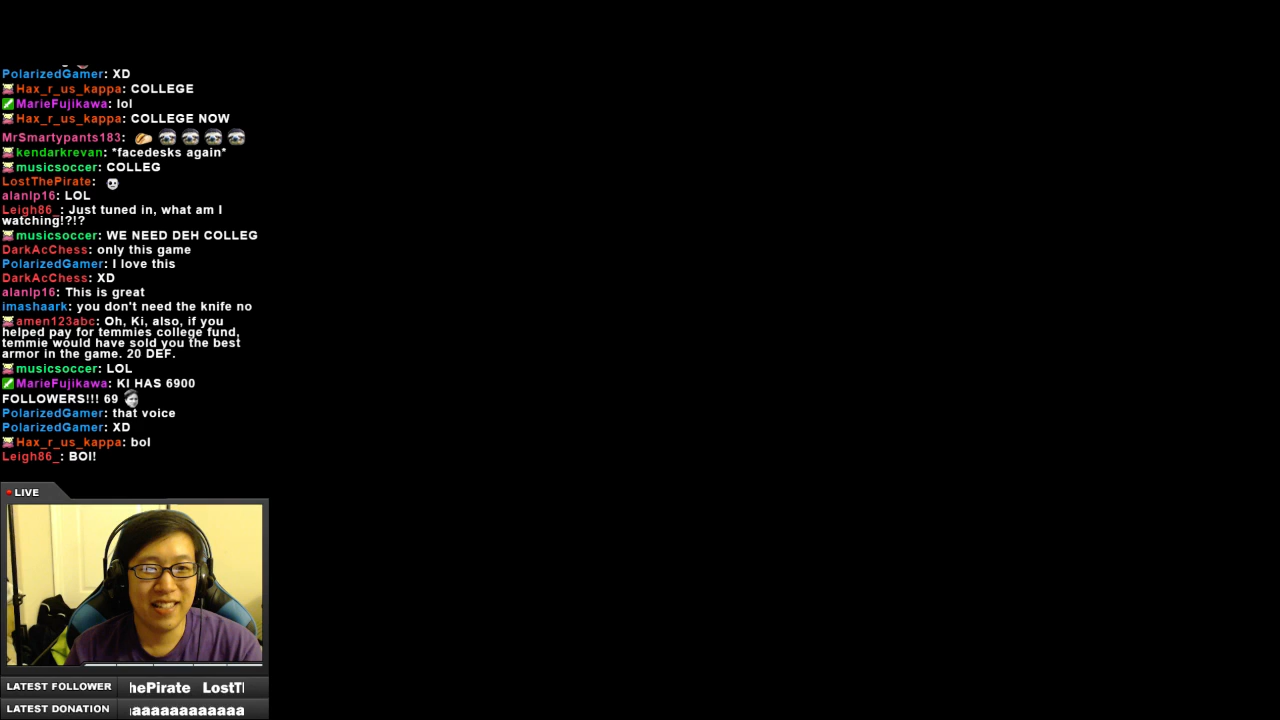 PolarizedGamer: XD
Hax_r_us_kappa: COLLEGE
MarieFujikawa: lol
Hax_r_us_kappa: COLLEGE NOW
MrSmartypants183:
kendarkrevan: *facedesks again*
musicsoccer: COLLEG
LostThePirate:
alanlp16: LOL
Leigh86_: Just tuned in, what am I
watching!?!?
musicsoccer: WE NEED DEH COLLEG
DarkAcChess: only this game
PolarizedGamer: I love this
DarkAcChess: XD
alanlp16: This is great
imashaark: you don't need the knife no
amen123abc: Oh, Ki, also, if you
helped pay for temmies college fund,
temmie would have sold you the best
armor in the game. 20 DEF.
musicsoccer: LOL
MarieFujikawa: KI HAS 6900
FOLLOWERS!!! 69
PolarizedGamer: that voice
PolarizedGamer: XD
Hax_r_us_kappa: boI
Leigh86_: BOI!
LIVE
LATEST FOLLOWER hePirate LostT
LATEST DONATION aaaaaaaaaaaa